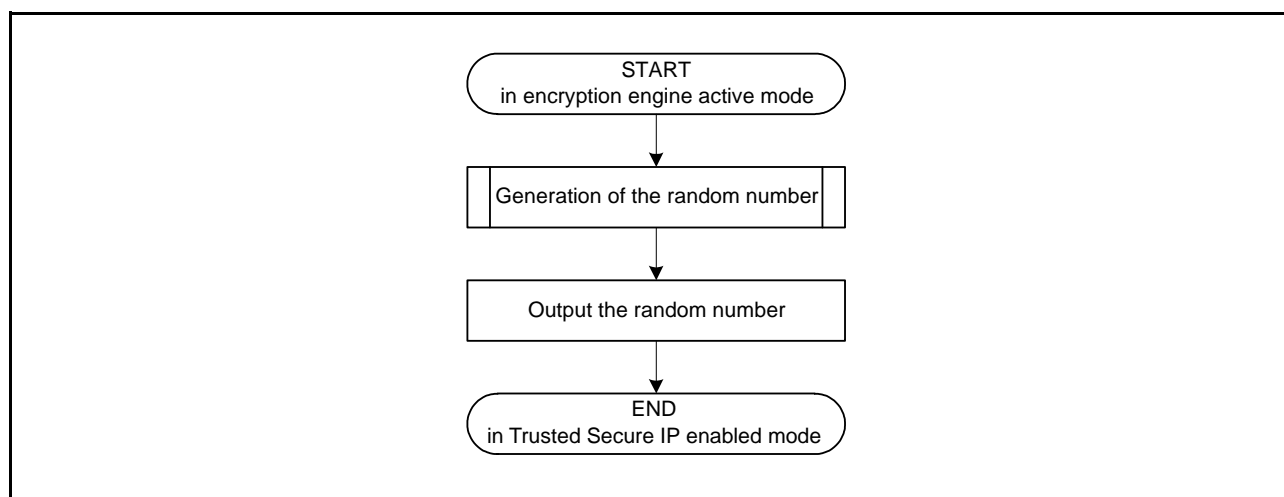 START
in encryption engine active mode
Generation of the random number
Output the random number
END
in Trusted Secure IP enabled mode